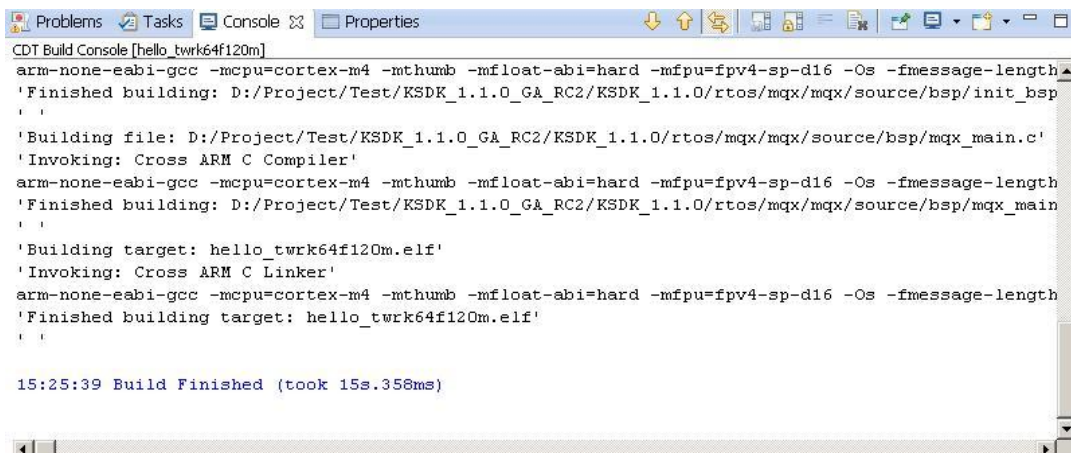 Problems Tasks Console Properties
CDT Build Console [hello_twrk64f120m]
arm-none-eabi-gcc -mcpu=cortex-m4 -mthumb -mfloat-abi=hard -mfpu=fpv4-sp-d16 -Os -fmessage-length
'Finished building: D:/Project/Test/KSDK_1.1.0_GA_RC2/KSDK_1.1.0/rtos/mqx/mqx/source/bsp/init_bsp
' '
'Building file: D:/Project/Test/KSDK_1.1.0_GA_RC2/KSDK_1.1.0/rtos/mqx/mqx/source/bsp/mqx_main.c'
'Invoking: Cross ARM C Compiler'
arm-none-eabi-gcc -mcpu=cortex-m4 -mthumb -mfloat-abi=hard -mfpu=fpv4-sp-d16 -Os -fmessage-length
'Finished building: D:/Project/Test/KSDK_1.1.0_GA_RC2/KSDK_1.1.0/rtos/mqx/mqx/source/bsp/mqx_main
' '
'Building target: hello_twrk64f120m.elf'
'Invoking: Cross ARM C Linker'
arm-none-eabi-gcc -mcpu=cortex-m4 -mthumb -mfloat-abi=hard -mfpu=fpv4-sp-d16 -Os -fmessage-length
'Finished building target: hello_twrk64f120m.elf'
' '
15:25:39 Build Finished (took 15s.358ms)